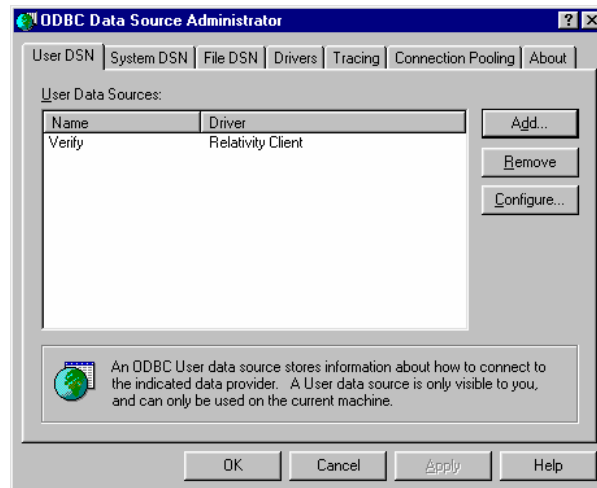 ODBC Data Source Administrator
User DSN System DSN File DSN Drivers Tracing Connection Pooling About
User Data Sources:
Name Driver
Verify Relativity Client
Add...
Remove
Configure...
An ODBC User data source stores information about how to connect to
the indicated data provider. A User data source is only visible to you,
and can only be used on the current machine.
OK Cancel Apply Help